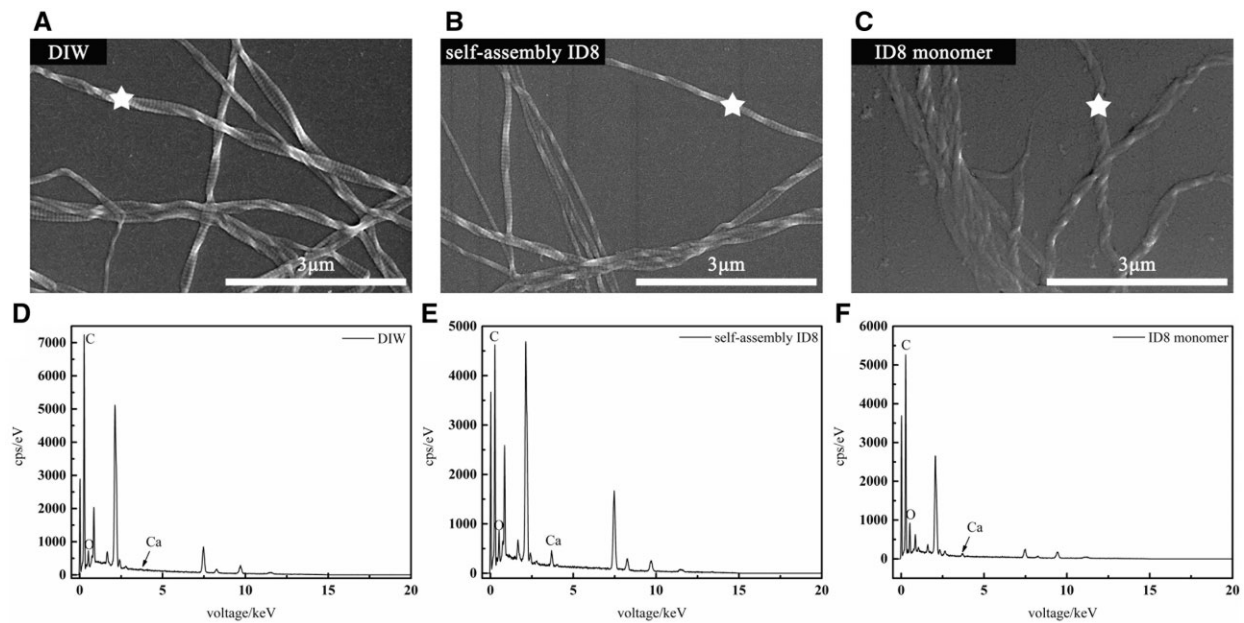 A
DIW
3μm
B
self-assembly ID8
3μm
C
ID8 monomer
3μm
D
7000
6000
5000
4000
3000
2000
1000
0
cps/eV
C
O
Ca
DIW
0 5 10 15 20
voltage/keV
E
5000
4000
3000
2000
1000
0
cps/eV
C
O
Ca
self-assembly ID8
0 5 10 15 20
voltage/keV
F
6000
5000
4000
3000
2000
1000
0
cps/eV
C
O
Ca
ID8 monomer
0 5 10 15 20
voltage/keV